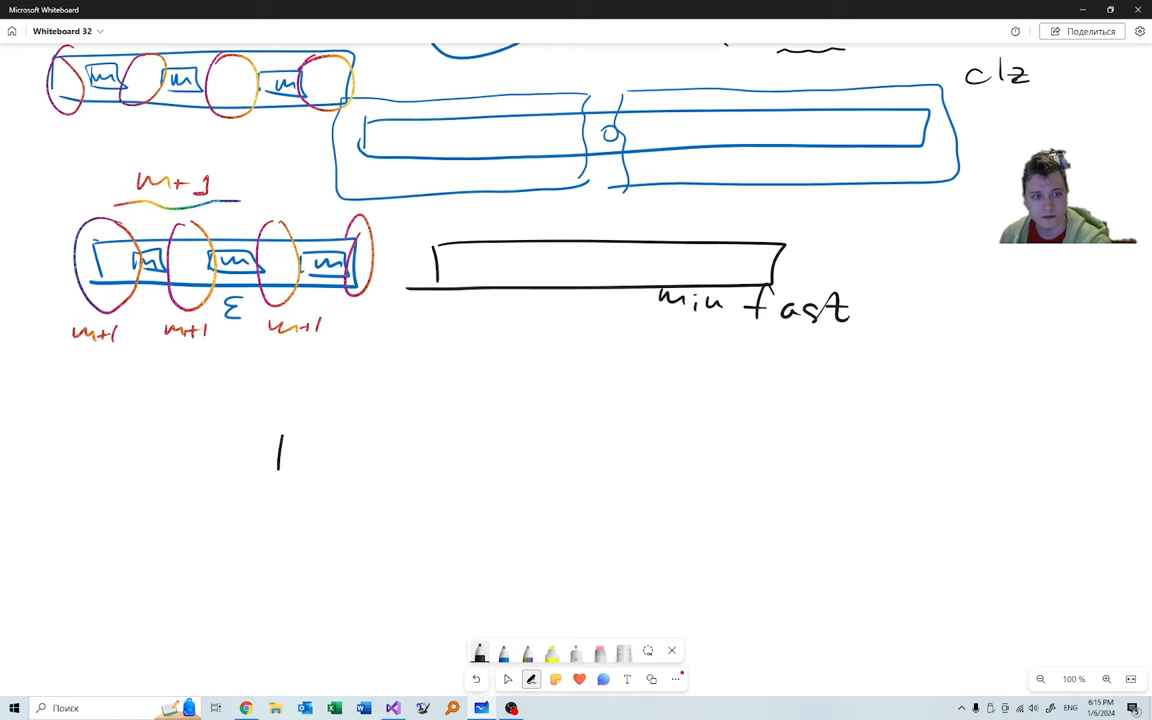 Microsoft Whiteboard
Whiteboard 32
Поделиться
m m m
clz
m+1
m m m
Σ
m+1 m+1 m+1
min fast
100 %
Поиск
ENG
6:15 PM
1/6/2024